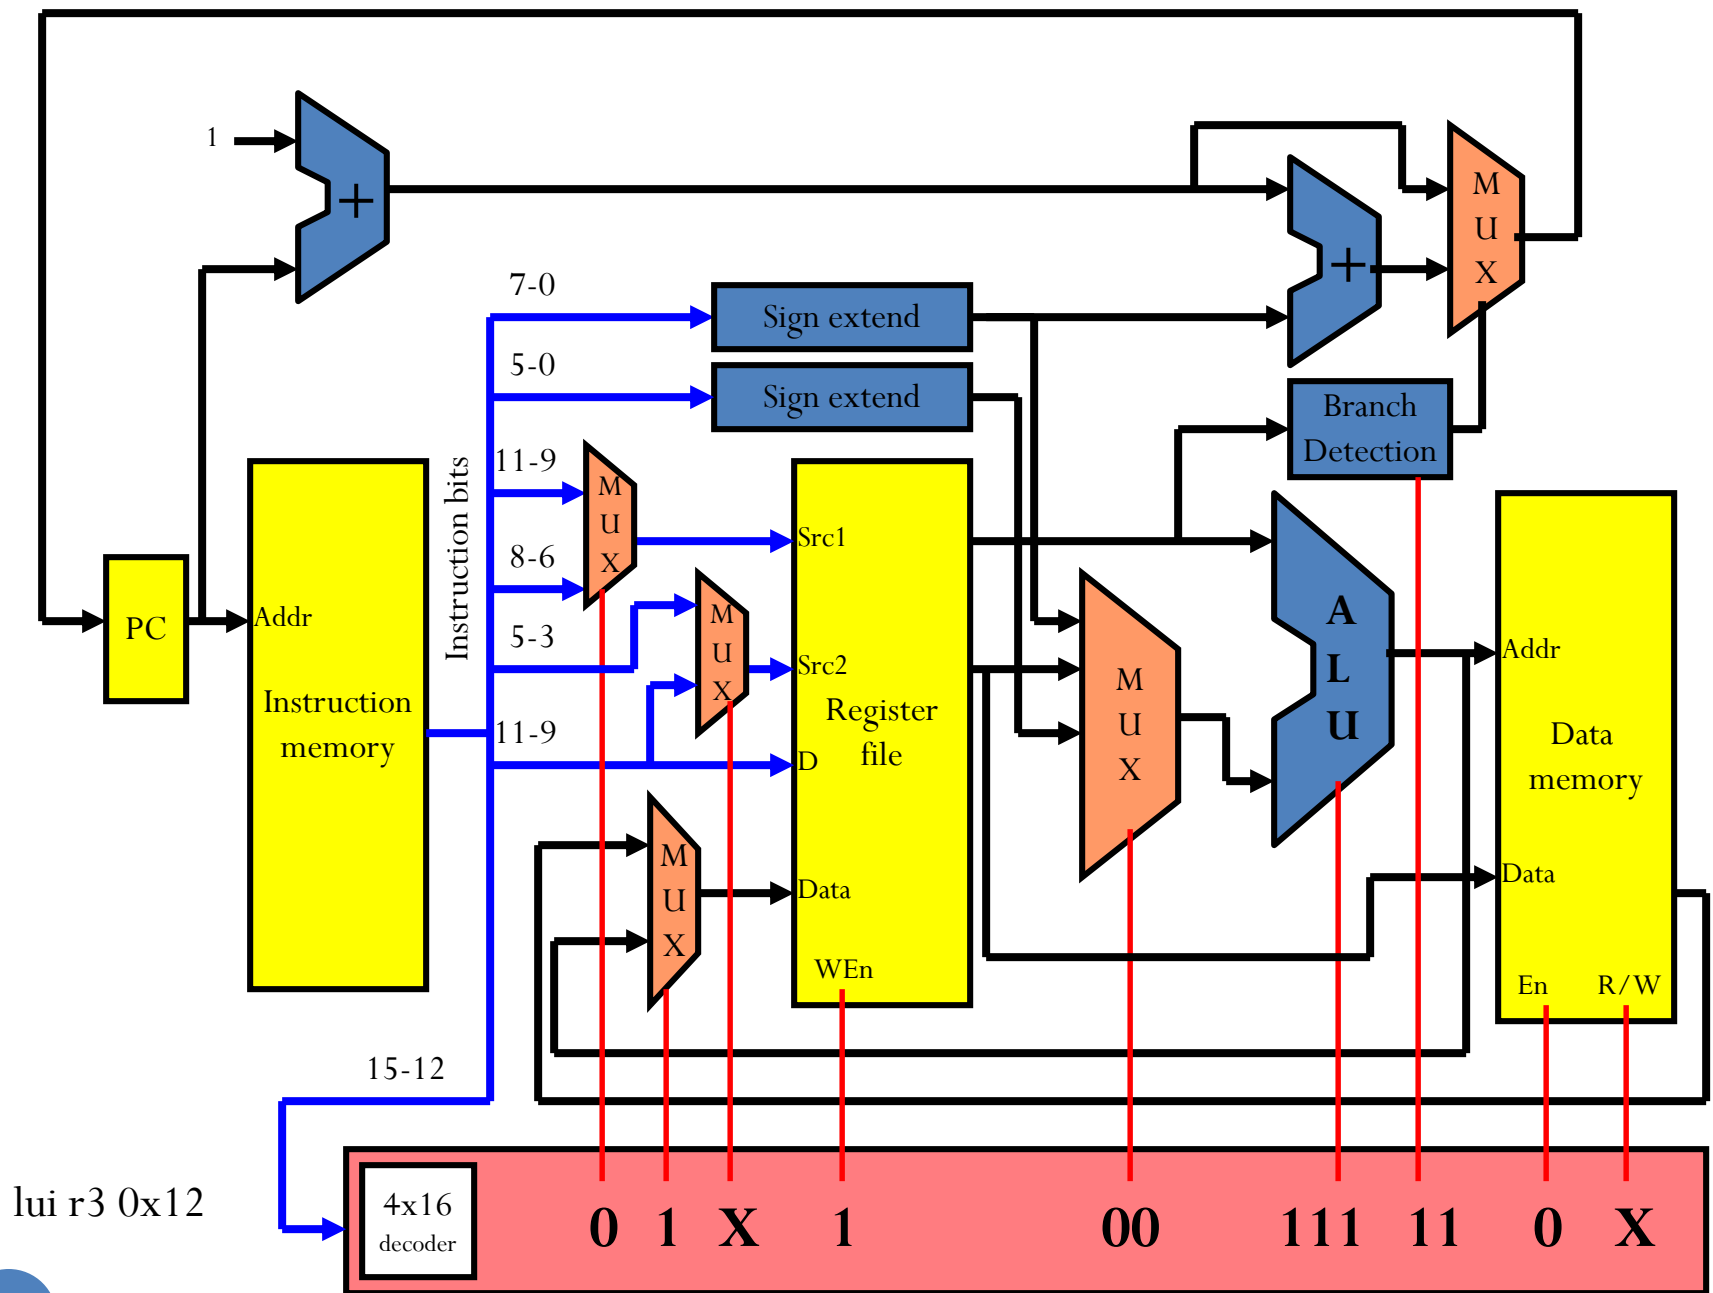 1
+
+
M
U
X
7-0
Sign extend
5-0
Sign extend
Branch
Detection
11-9
M
U
X
8-6
5-3
11-9
Instruction bits
PC
Addr
Instruction
memory
M
U
X
M
U
X
Src1
Src2
Register
file
D
Data
WEn
M
U
X
A
L
U
Addr
Data
memory
Data
En R/W
15-12
lui r3 0x12
4x16
decoder
0 1 X 1 00 111 11 0 X